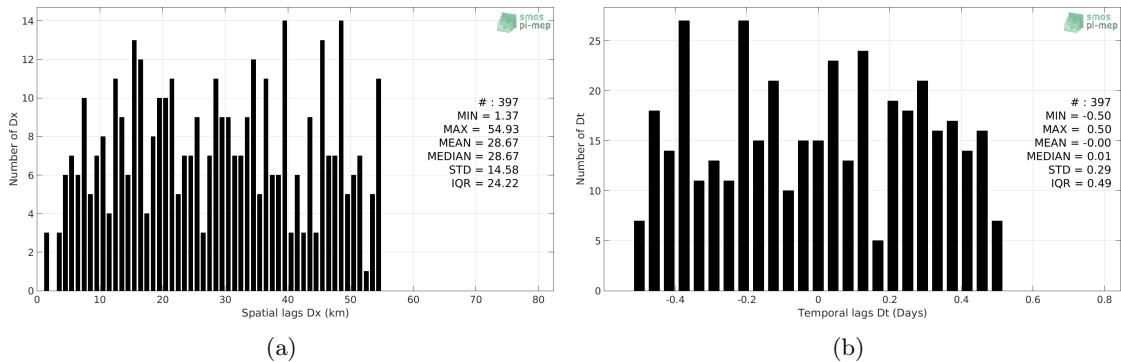 14
12
10
8
6
4
2
0
Number of Dx
0 10 20 30 40 50 60 70 80
Spatial lags Dx (km)
smos
pi-mep
# : 397
MIN = 1.37
MAX = 54.93
MEAN = 28.67
MEDIAN = 28.67
STD = 14.58
IQR = 24.22
(a)
25
20
15
10
5
0
Number of Dt
-0.4 -0.2 0 0.2 0.4 0.6 0.8
Temporal lags Dt (Days)
smos
pi-mep
# : 397
MIN = -0.50
MAX = 0.50
MEAN = -0.00
MEDIAN = 0.01
STD = 0.29
IQR = 0.49
(b)